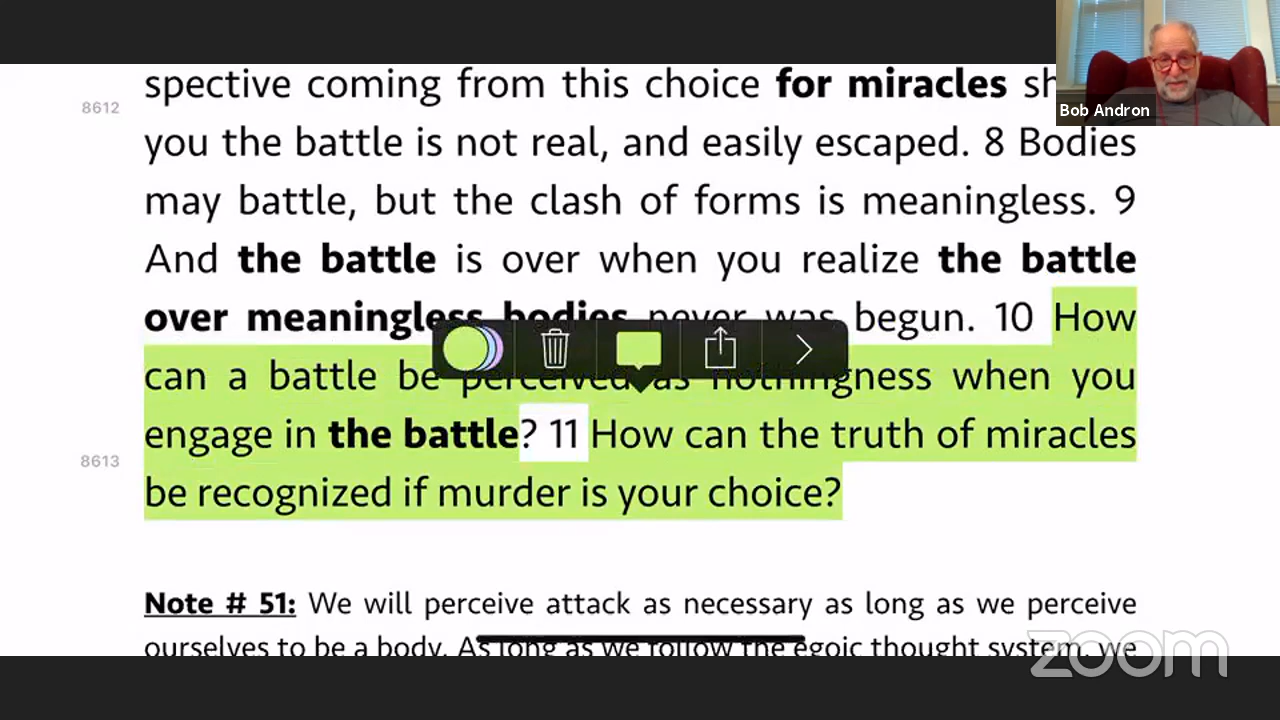 spective coming from this choice for miracles
8612
you the battle is not real, and easily escaped. 8 Bodies
may battle, but the clash of forms is meaningless. 9
And the battle is over when you realize the battle
over meaningless bodies never was begun. 10 How
can a battle be perceived as nothingness when you
engage in the battle? 11 How can the truth of miracles
8613
be recognized if murder is your choice?
Note # 51: We will perceive attack as necessary as long as we perceive
ourselves to be a body. As long as we follow the egoic thought system, we
Bob Andron
zoom